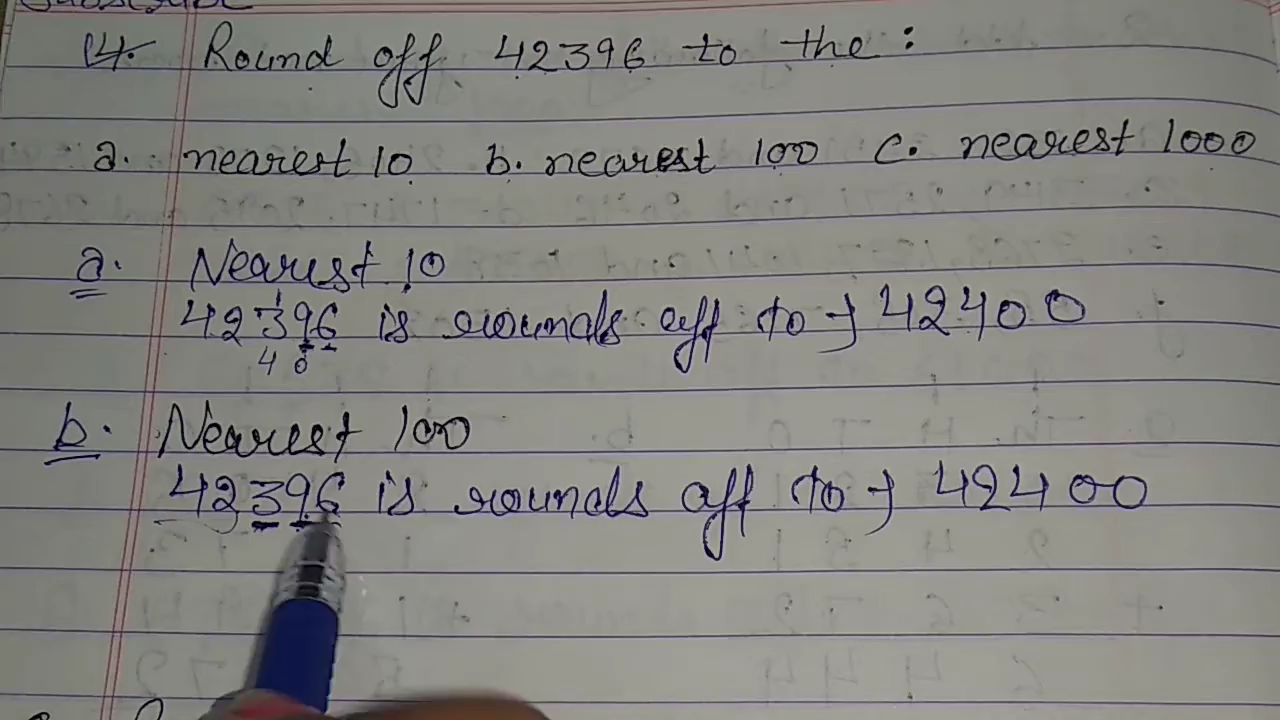 14. Round off 42396 to the :
a. nearest 10 b. nearest 100 c. nearest 1000
a. Nearest 10
1
42396 is rounds off to → 42400
4 0
b. Nearest 100
42396 is rounds off to → 42400